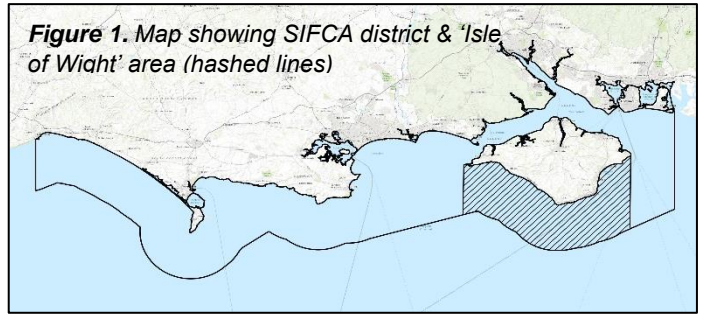 Figure 1. Map showing SIFCA district & 'Isle
of Wight' area (hashed lines)